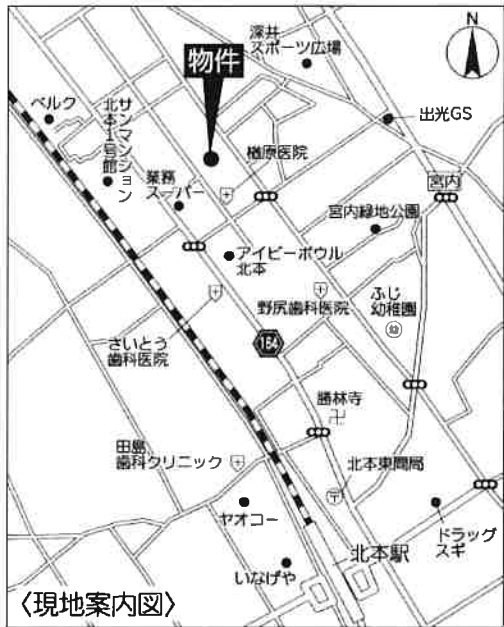 N
深井
スポーツ広場
物件
ベルク
サンマンション
北本1号館
出光GS
楢原医院
業務
スーパー
宮内
宮内緑地公園
アイビーボウル
北本
野尻歯科医院
ふじ
幼稚園
さいとう
歯科医院
164
勝林寺
田島
歯科クリニック
北本東間局
ヤオコー
ドラッグ
スギ
北本駅
いなげや
〈現地案内図〉